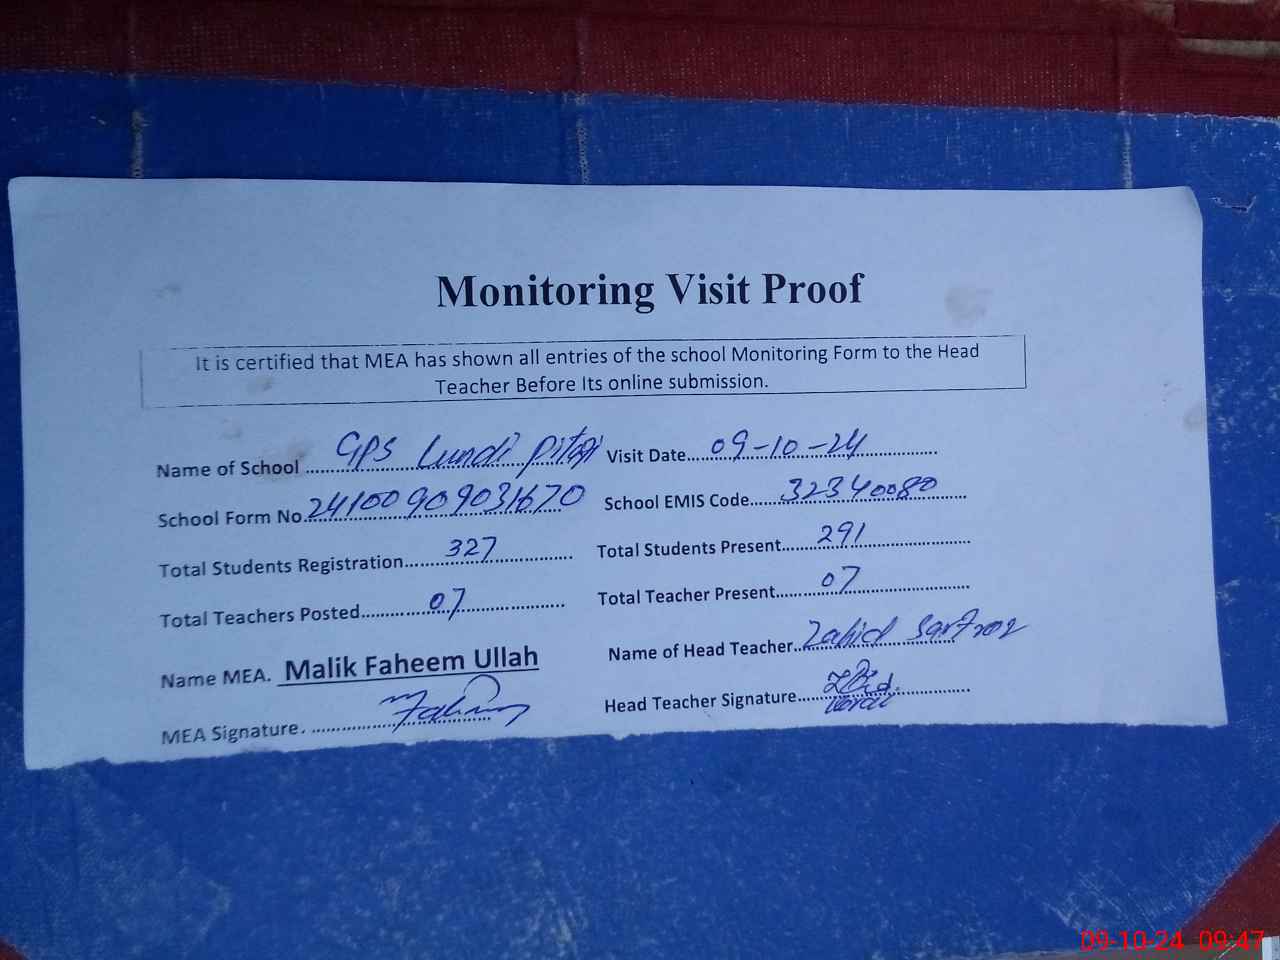 Monitoring Visit Proof
It is certified that MEA has shown all entries of the school Monitoring Form to the Head
Teacher Before Its online submission.
Name of School GPS Lundi Pitafi Visit Date 09-10-24
School Form No. 24100909031670 School EMIS Code 32340080
Total Students Registration 327 Total Students Present 291
Total Teachers Posted 07 Total Teacher Present 07
Name MEA. Malik Faheem Ullah Name of Head Teacher Zahid Sarfraz
MEA Signature. Head Teacher Signature
09-10-24 09:47